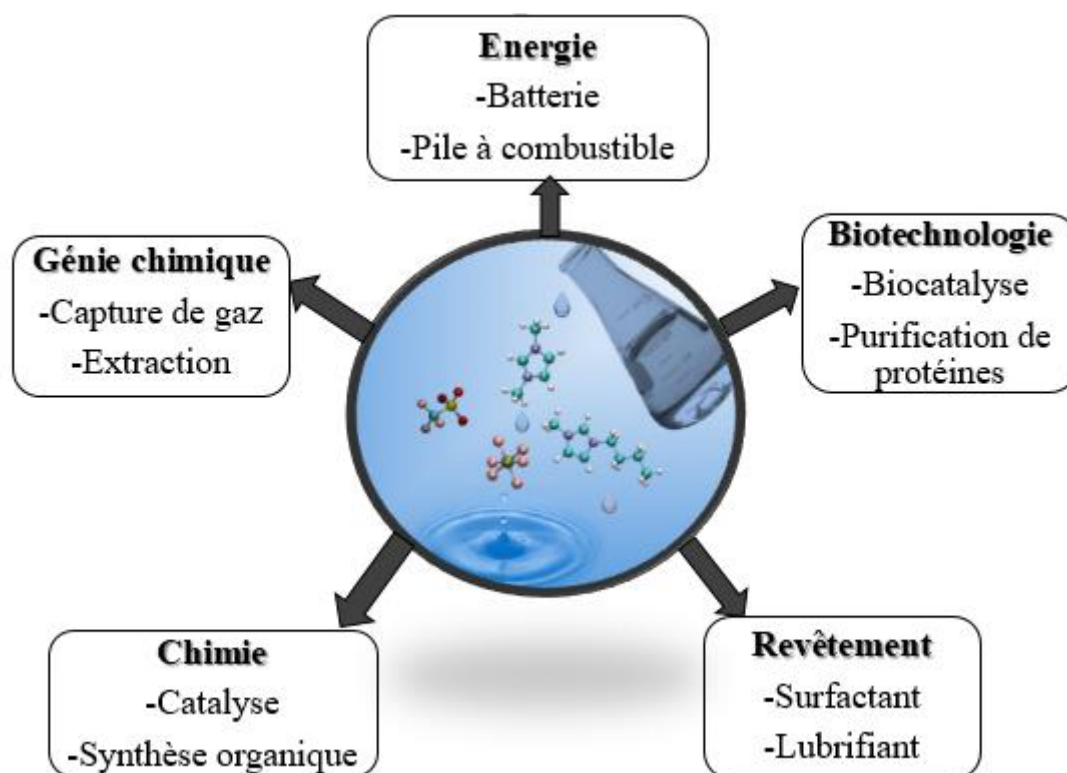 Energie
-Batterie
-Pile à combustible
Génie chimique
-Capture de gaz
-Extraction
Biotechnologie
-Biocatalyse
-Purification de
protéines
Chimie
-Catalyse
-Synthèse organique
Revêtement
-Surfactant
-Lubrifiant